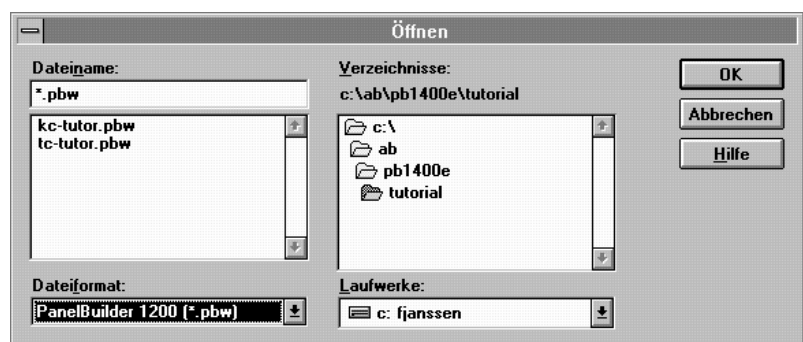 Öffnen
Dateiname:
*.pbw
kc-tutor.pbw
tc-tutor.pbw
Dateiformat:
PanelBuilder 1200 (*.pbw)
Verzeichnisse:
c:\ab\pb1400e\tutorial
c:\
ab
pb1400e
tutorial
Laufwerke:
c: fjanssen
OK
Abbrechen
Hilfe